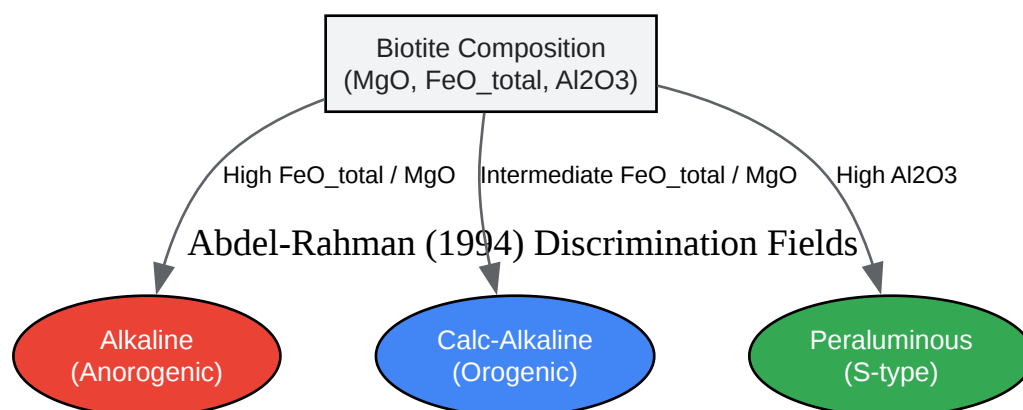 Biotite Composition
(MgO, FeO_total, Al2O3)
High FeO_total / MgO
Intermediate FeO_total / MgO
High Al2O3
Abdel-Rahman (1994) Discrimination Fields
Alkaline
(Anorogenic)
Calc-Alkaline
(Orogenic)
Peraluminous
(S-type)